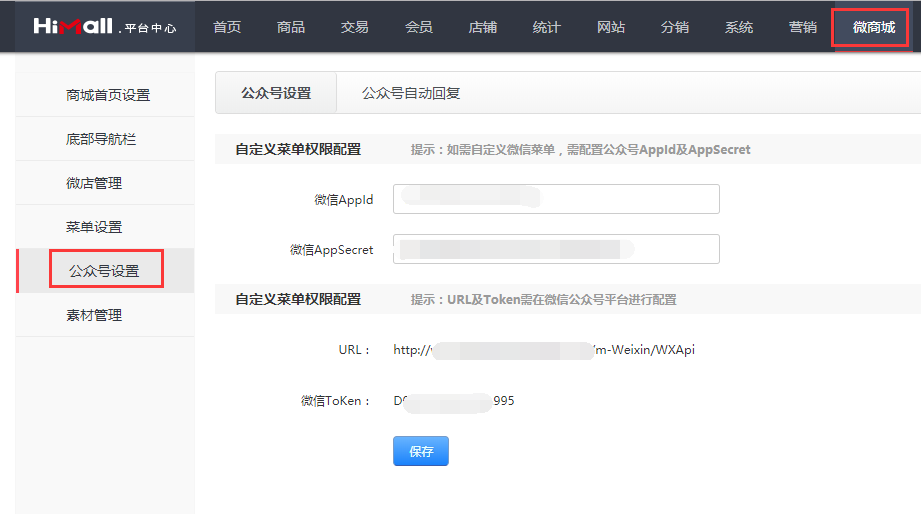 HiMall .平台中心 首页 商品 交易 会员 店铺 统计 网站 分销 系统 营销 微商城
商城首页设置
底部导航栏
微店管理
菜单设置
公众号设置
素材管理
公众号设置 公众号自动回复
自定义菜单权限配置 提示：如需自定义微信菜单，需配置公众号AppId及AppSecret
微信AppId
微信AppSecret
自定义菜单权限配置 提示：URL及Token需在微信公众号平台进行配置
URL： http:// /m-Weixin/WXApi
微信ToKen： D 995
保存